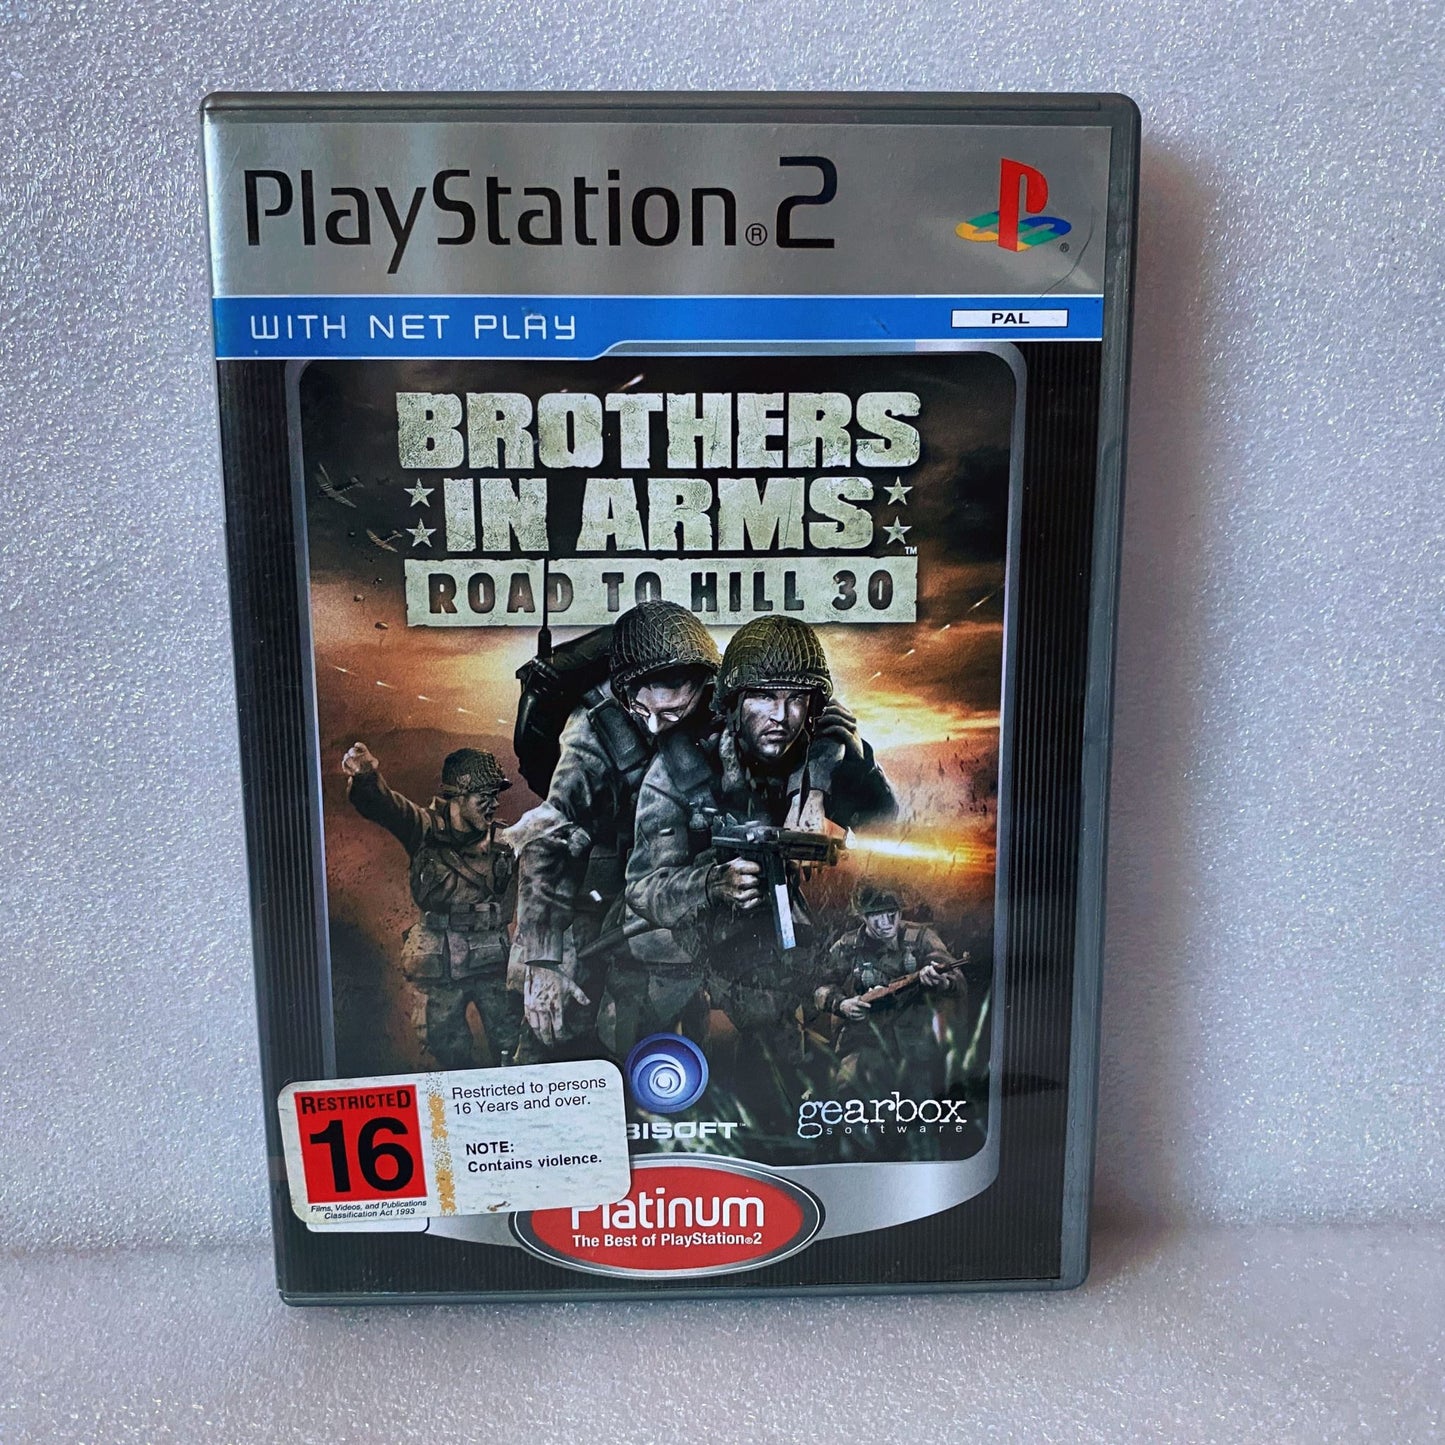 PlayStation®2
WITH NET PLAY
PAL
BROTHERS
IN ARMS™
ROAD TO HILL 30
RESTRICTED
16
Films, Videos, and Publications
Classification Act 1993
Restricted to persons
16 Years and over.
NOTE:
Contains violence.
BISOFT™
gearbox
software
Platinum
The Best of PlayStation®2